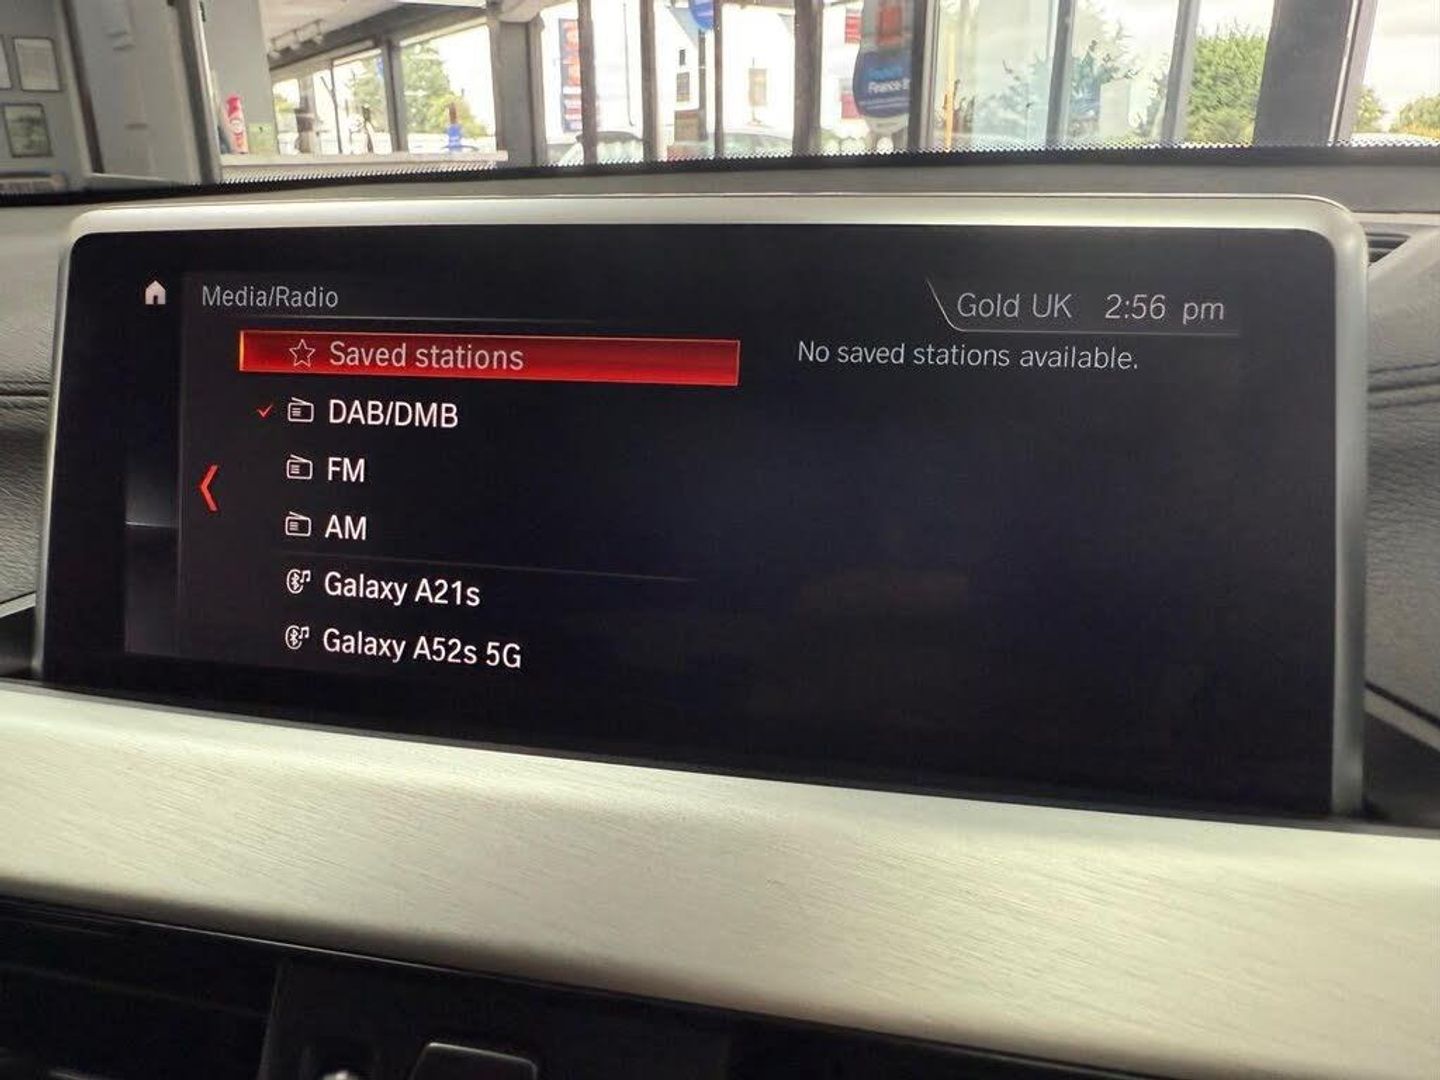 Finance
Media/Radio
Gold UK 2:56 pm
Saved stations
No saved stations available.
DAB/DMB
FM
AM
Galaxy A21s
Galaxy A52s 5G